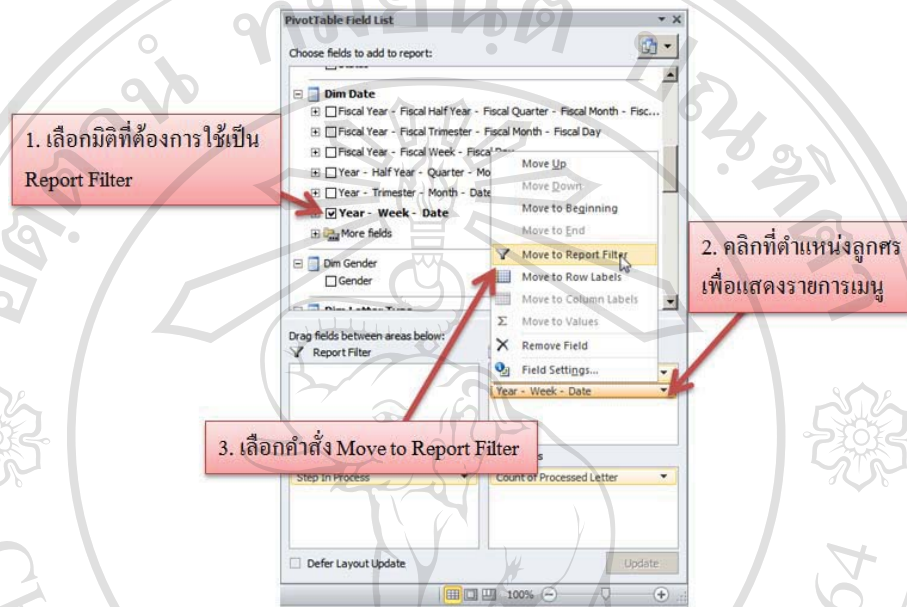 PivotTable Field List
Choose fields to add to report:
Dim Date
Fiscal Year - Fiscal Half Year - Fiscal Quarter - Fiscal Month - Fisc...
Fiscal Year - Fiscal Trimester - Fiscal Month - Fiscal Day
Fiscal Year - Fiscal Week - Fiscal Day
Year - Half Year - Quarter - Mo
Year - Trimester - Month - Date
Year - Week - Date
More fields
Dim Gender
Gender
Dim Letter Type
1. เลือกมิติที่ต้องการใช้เป็น
Report Filter
Move Up
Move Down
Move to Beginning
Move to End
Move to Report Filter
Move to Row Labels
Move to Column Labels
Move to Values
Remove Field
Field Settings...
2. คลิกที่ตำแหน่งลูกศร
เพื่อแสดงรายการเมนู
Drag fields between areas below:
Report Filter
Year - Week - Date
3. เลือกคำสั่ง Move to Report Filter
Step In Process
Count of Processed Letter
Defer Layout Update
Update
100%